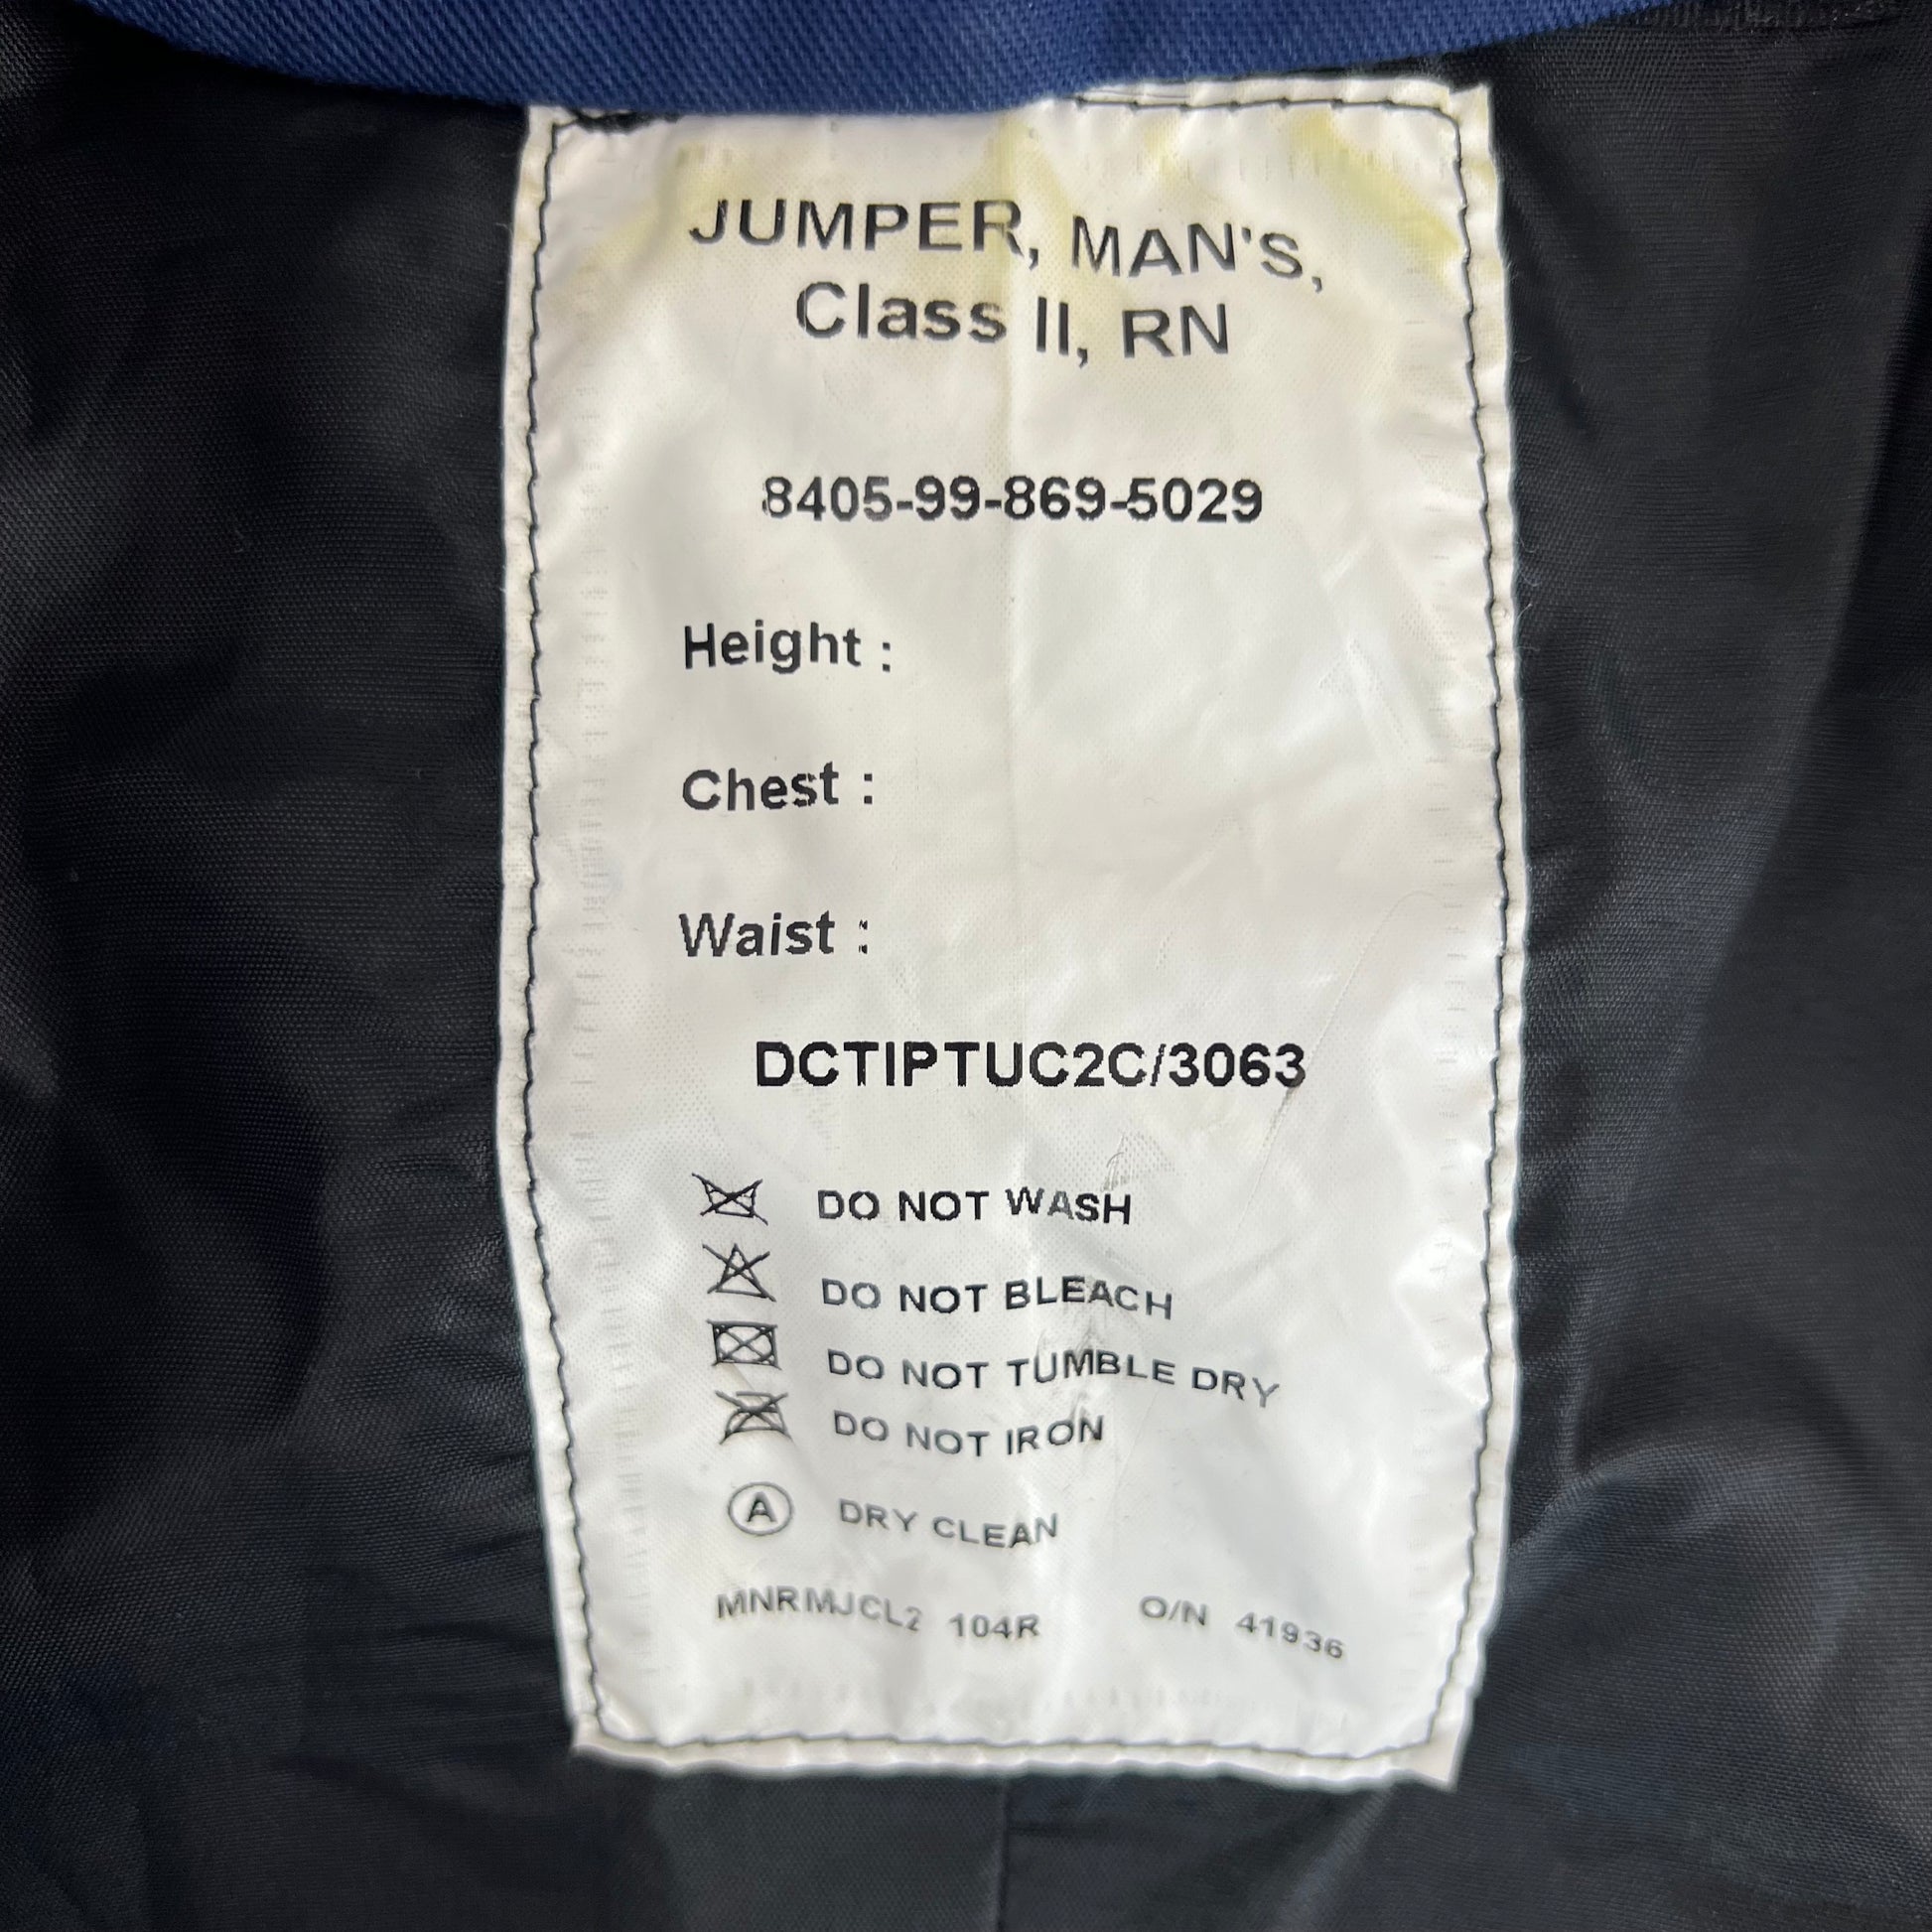 JUMPER, MAN'S,
Class II, RN
8405-99-869-5029
Height :
Chest :
Waist :
DCTIPTUC2C/3063
DO NOT WASH
DO NOT BLEACH
DO NOT TUMBLE DRY
DO NOT IRON
A DRY CLEAN
MNRMJCL2 104R O/N 41936